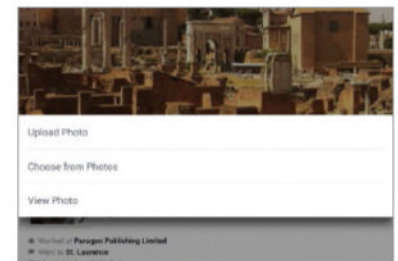 Upload Photo
Choose from Photos
View Photo
Worked at Paragon Publishing Limited
Went to St. Laurence